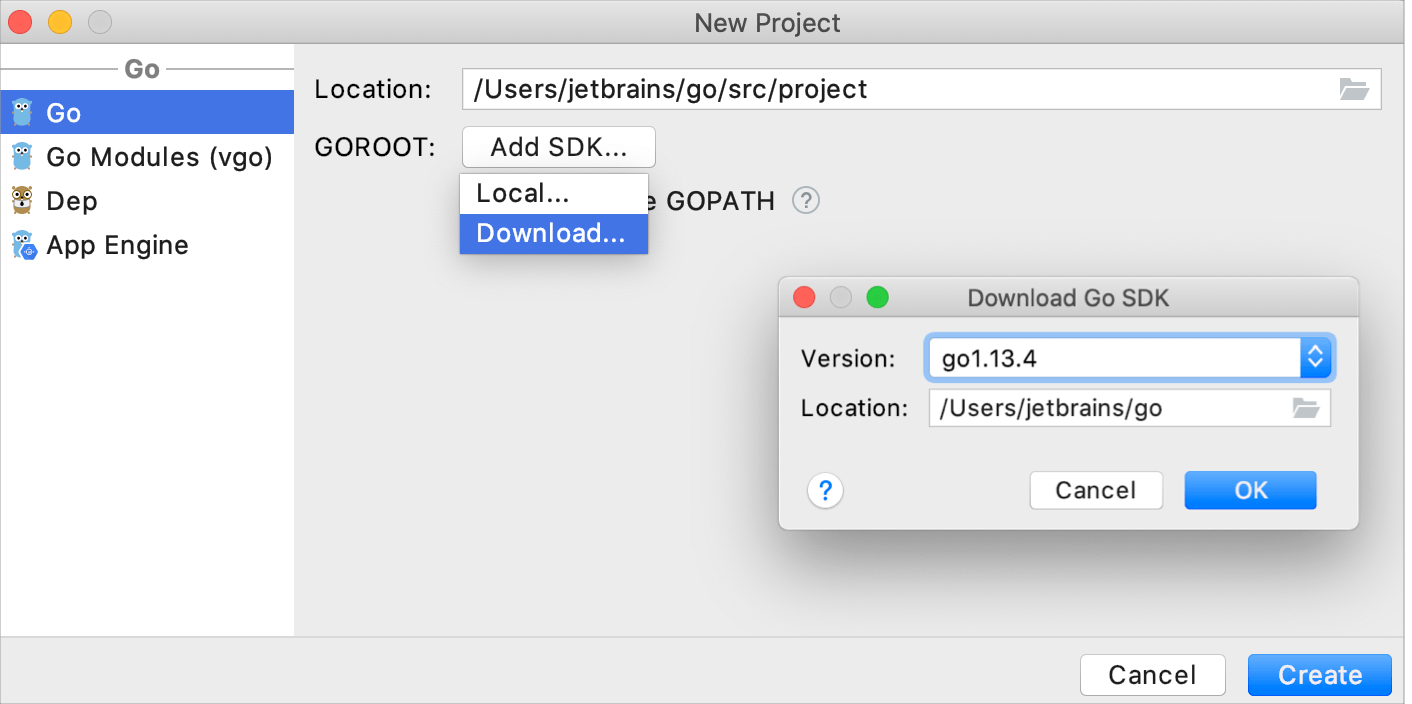 New Project
Go
Go
Go Modules (vgo)
Dep
App Engine
Location: /Users/jetbrains/go/src/project
GOROOT: Add SDK...
Local...
GOPATH ?
Download...
Download Go SDK
Version: go1.13.4
Location: /Users/jetbrains/go
? Cancel OK
Cancel Create